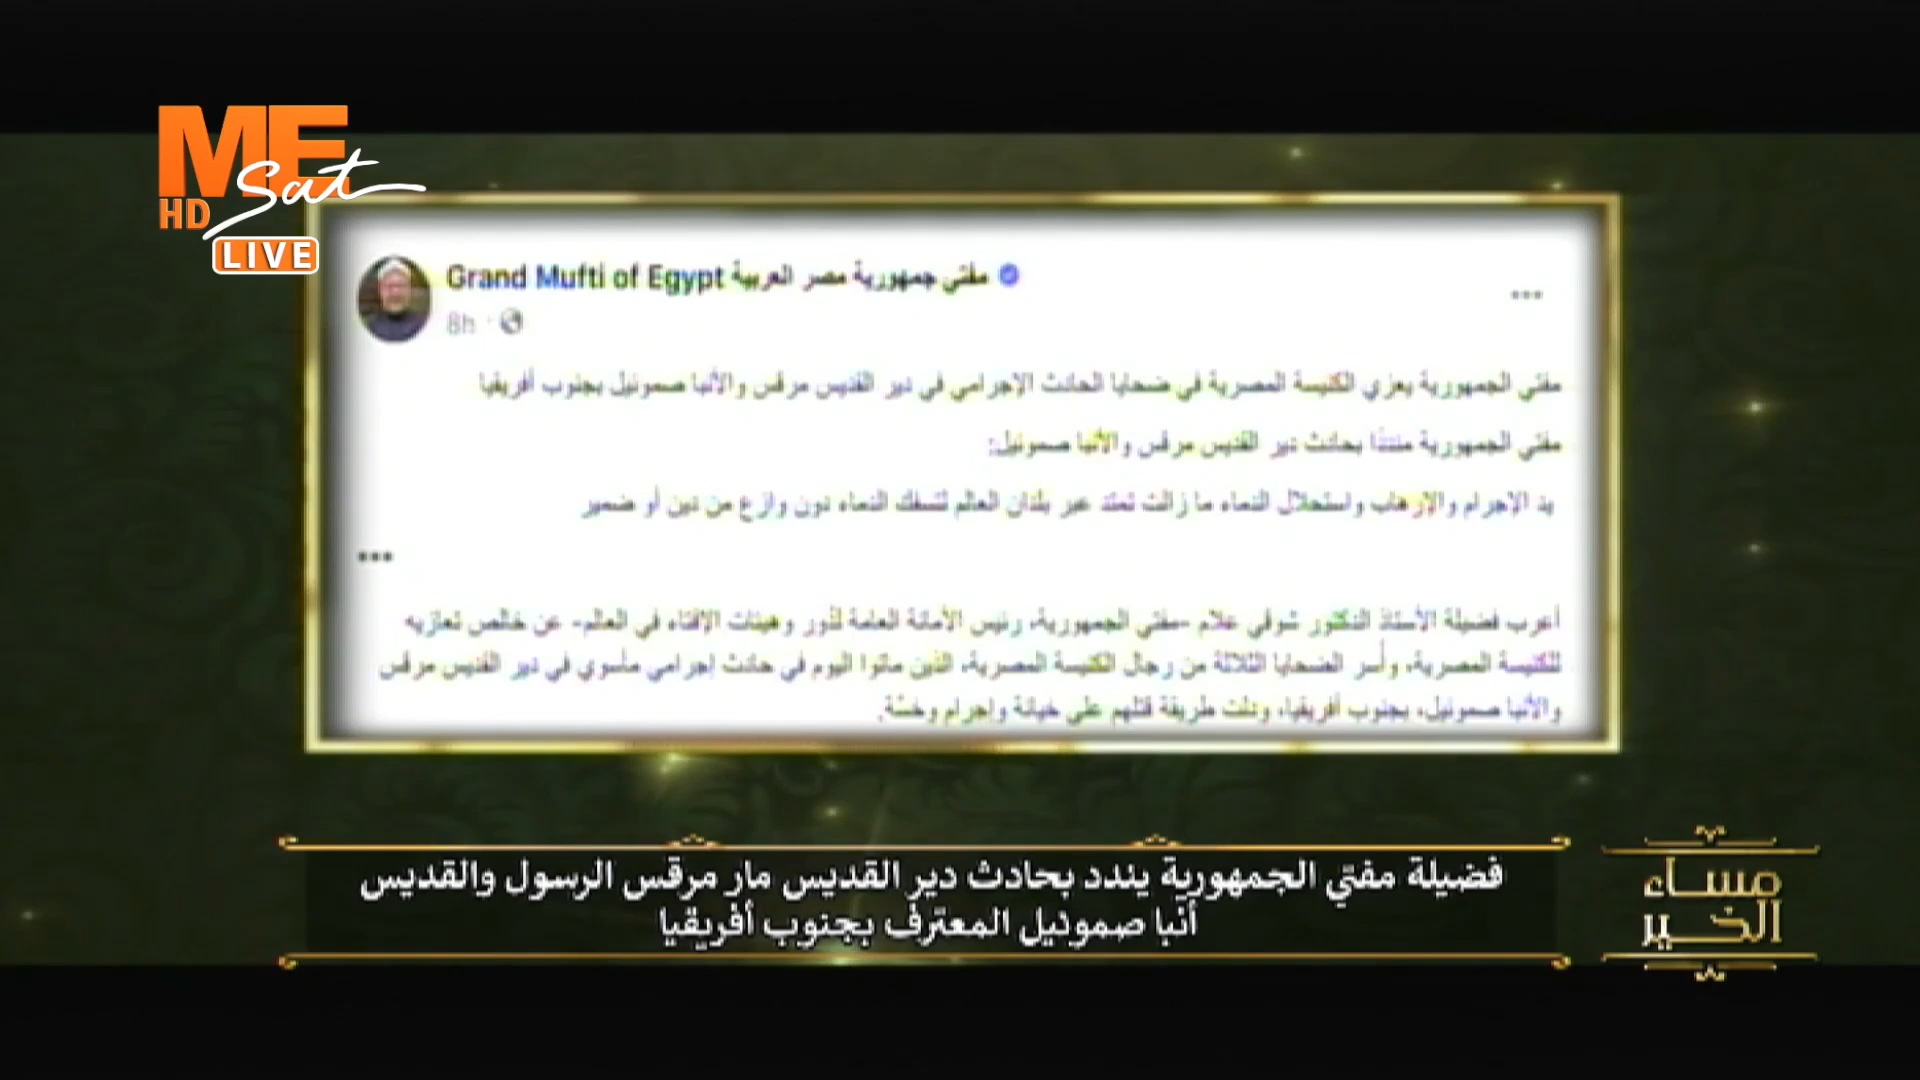 ME
Sat
HD
LIVE
Grand Mufti of Egypt مفتي جمهورية مصر العربية
8h
مفتي الجمهورية يعزي الكنيسة المصرية في ضحايا الحادث الإجرامي في دير القديس مرقس والأنبا صموئيل بجنوب أفريقيا
مفتي الجمهورية منددًا بحادث دير القديس مرقس والأنبا صموئيل:
يد الإجرام والإرهاب واستحلال الدماء ما زالت تمتد عبر بلدان العالم لتسفك الدماء دون وازع من دين أو ضمير
...
أعرب فضيلة الأستاذ الدكتور شوقي علام -مفتي الجمهورية، رئيس الأمانة العامة لدور وهيئات الإفتاء في العالم- عن خالص تعازيه
للكنيسة المصرية، وأسر الضحايا الثلاثة من رجال الكنيسة المصرية، الذين ماتوا اليوم في حادث إجرامي مأسوي في دير القديس مرقس
والأنبا صموئيل، بجنوب أفريقيا، ودلت طريقة قتلهم على خيانة وإجرام وخسَّة.
فضيلة مفتي الجمهورية يندد بحادث دير القديس مار مرقس الرسول والقديس
أنبا صموئيل المعترف بجنوب أفريقيا
مساء
الخير